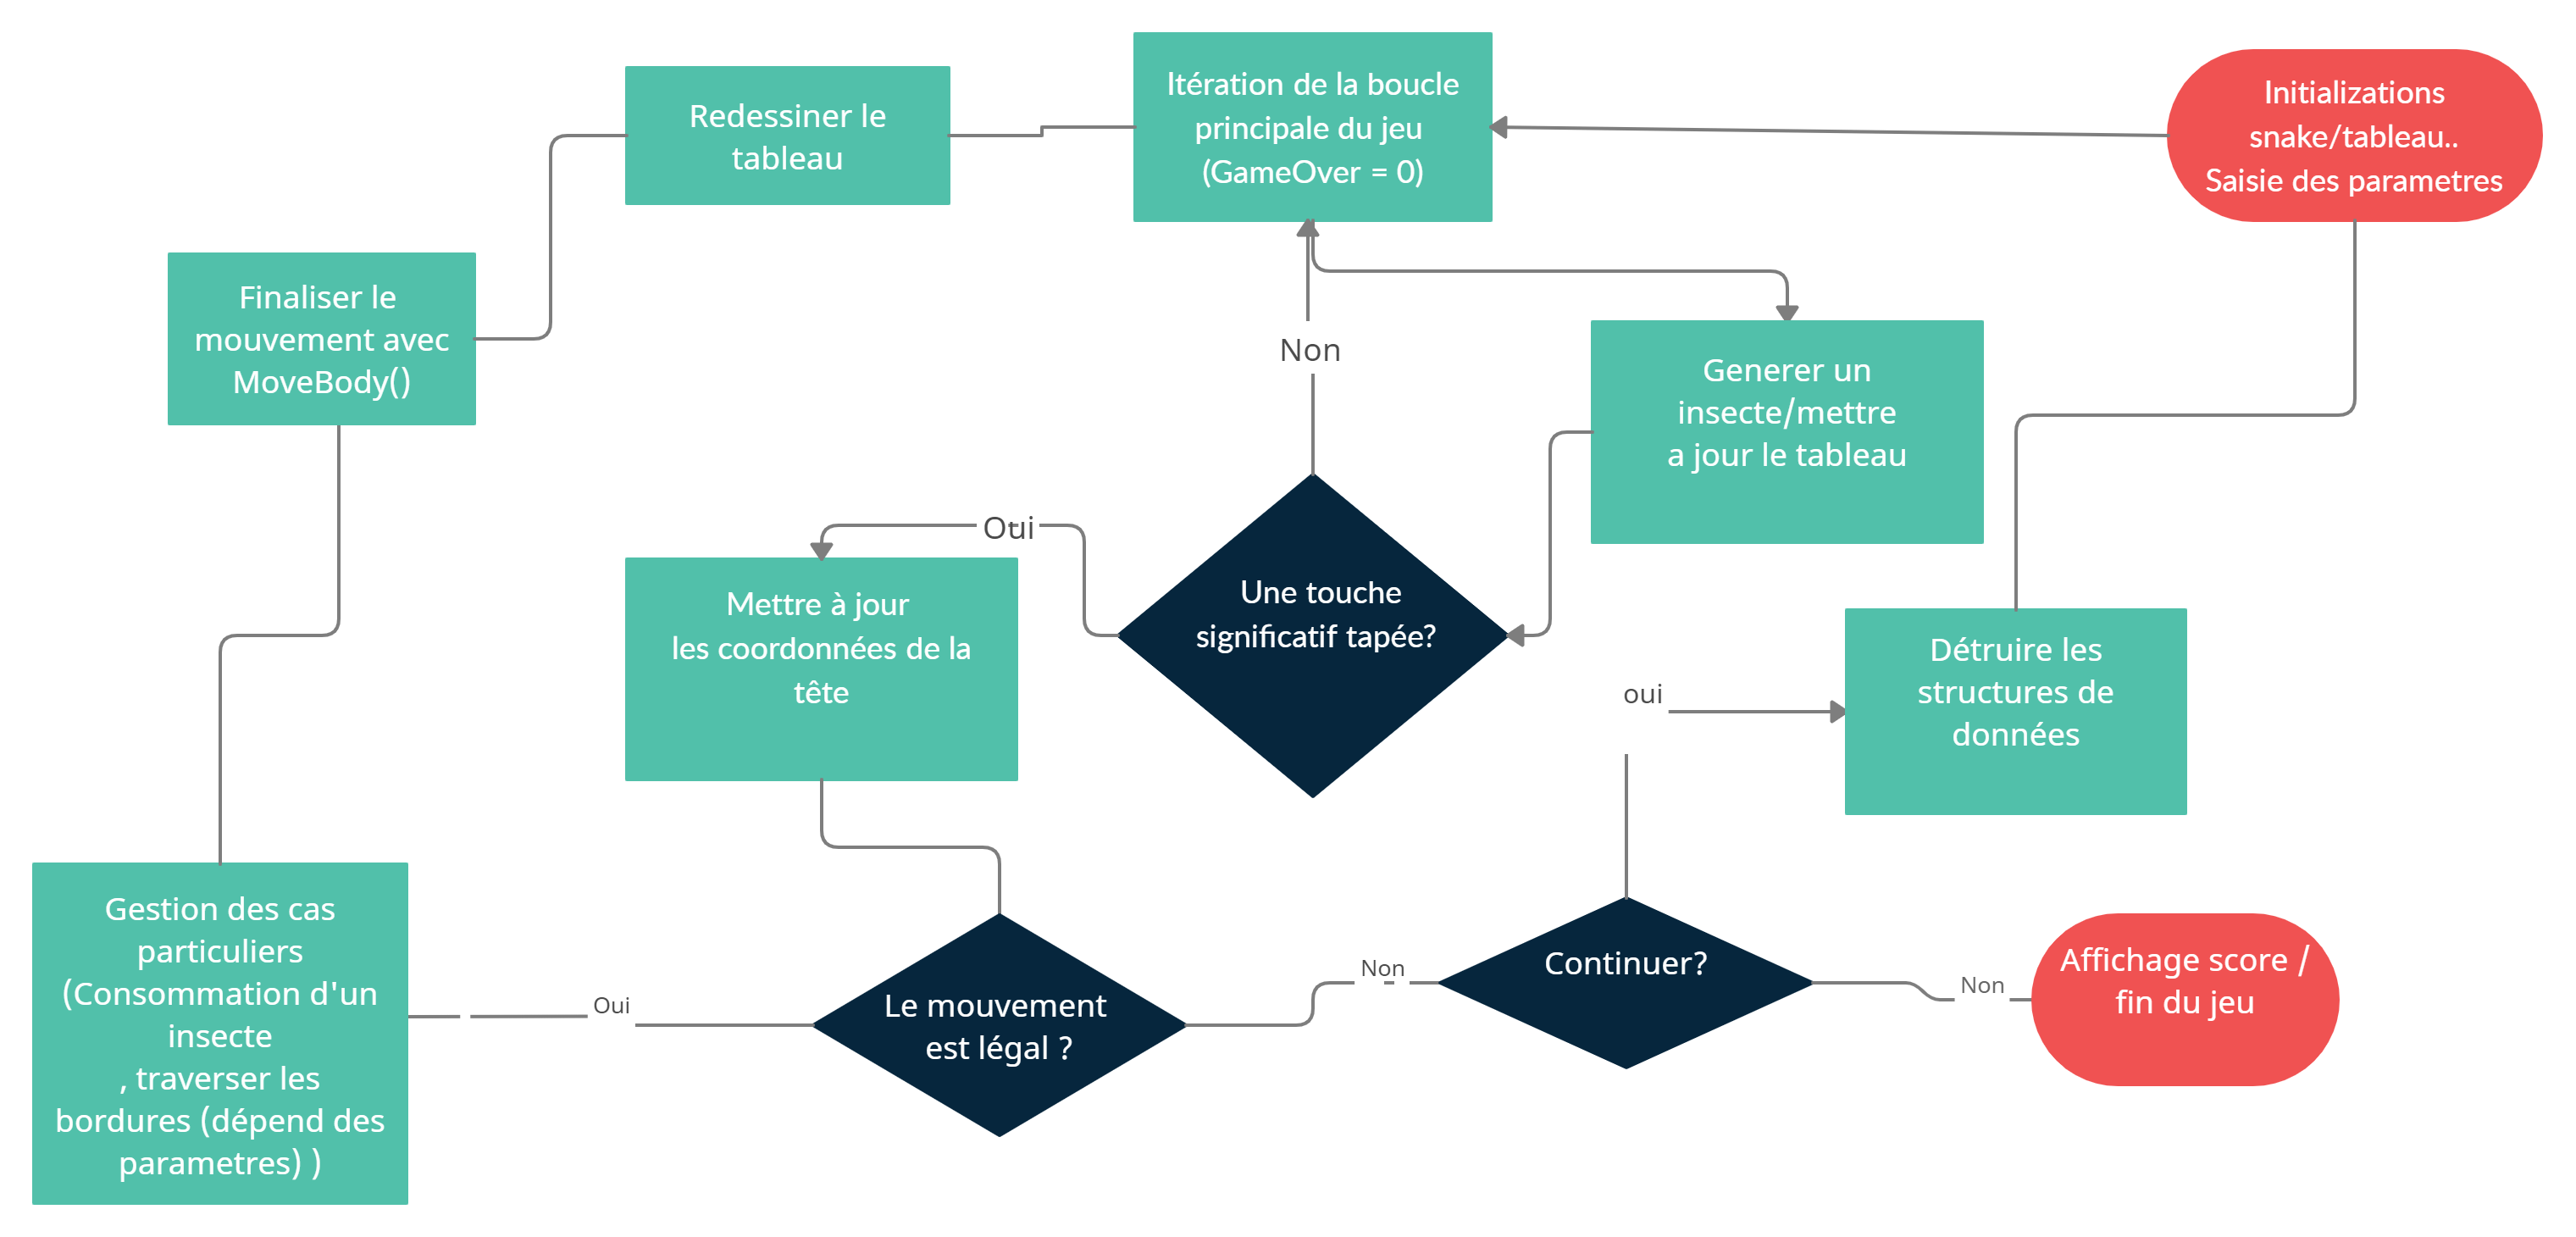 Redessiner le
tableau
Itération de la boucle
principale du jeu
(GameOver = 0)
Initializations
snake/tableau..
Saisie des parametres
Finaliser le
mouvement avec
MoveBody()
Non
Generer un
insecte/mettre
a jour le tableau
Oui
Mettre à jour
les coordonnées de la
tête
Une touche
significatif tapée?
oui
Détruire les
structures de
données
Gestion des cas
particuliers
(Consommation d'un
insecte
, traverser les
bordures (dépend des
parametres) )
Oui
Le mouvement
est légal ?
Non
Continuer?
Non
Affichage score /
fin du jeu